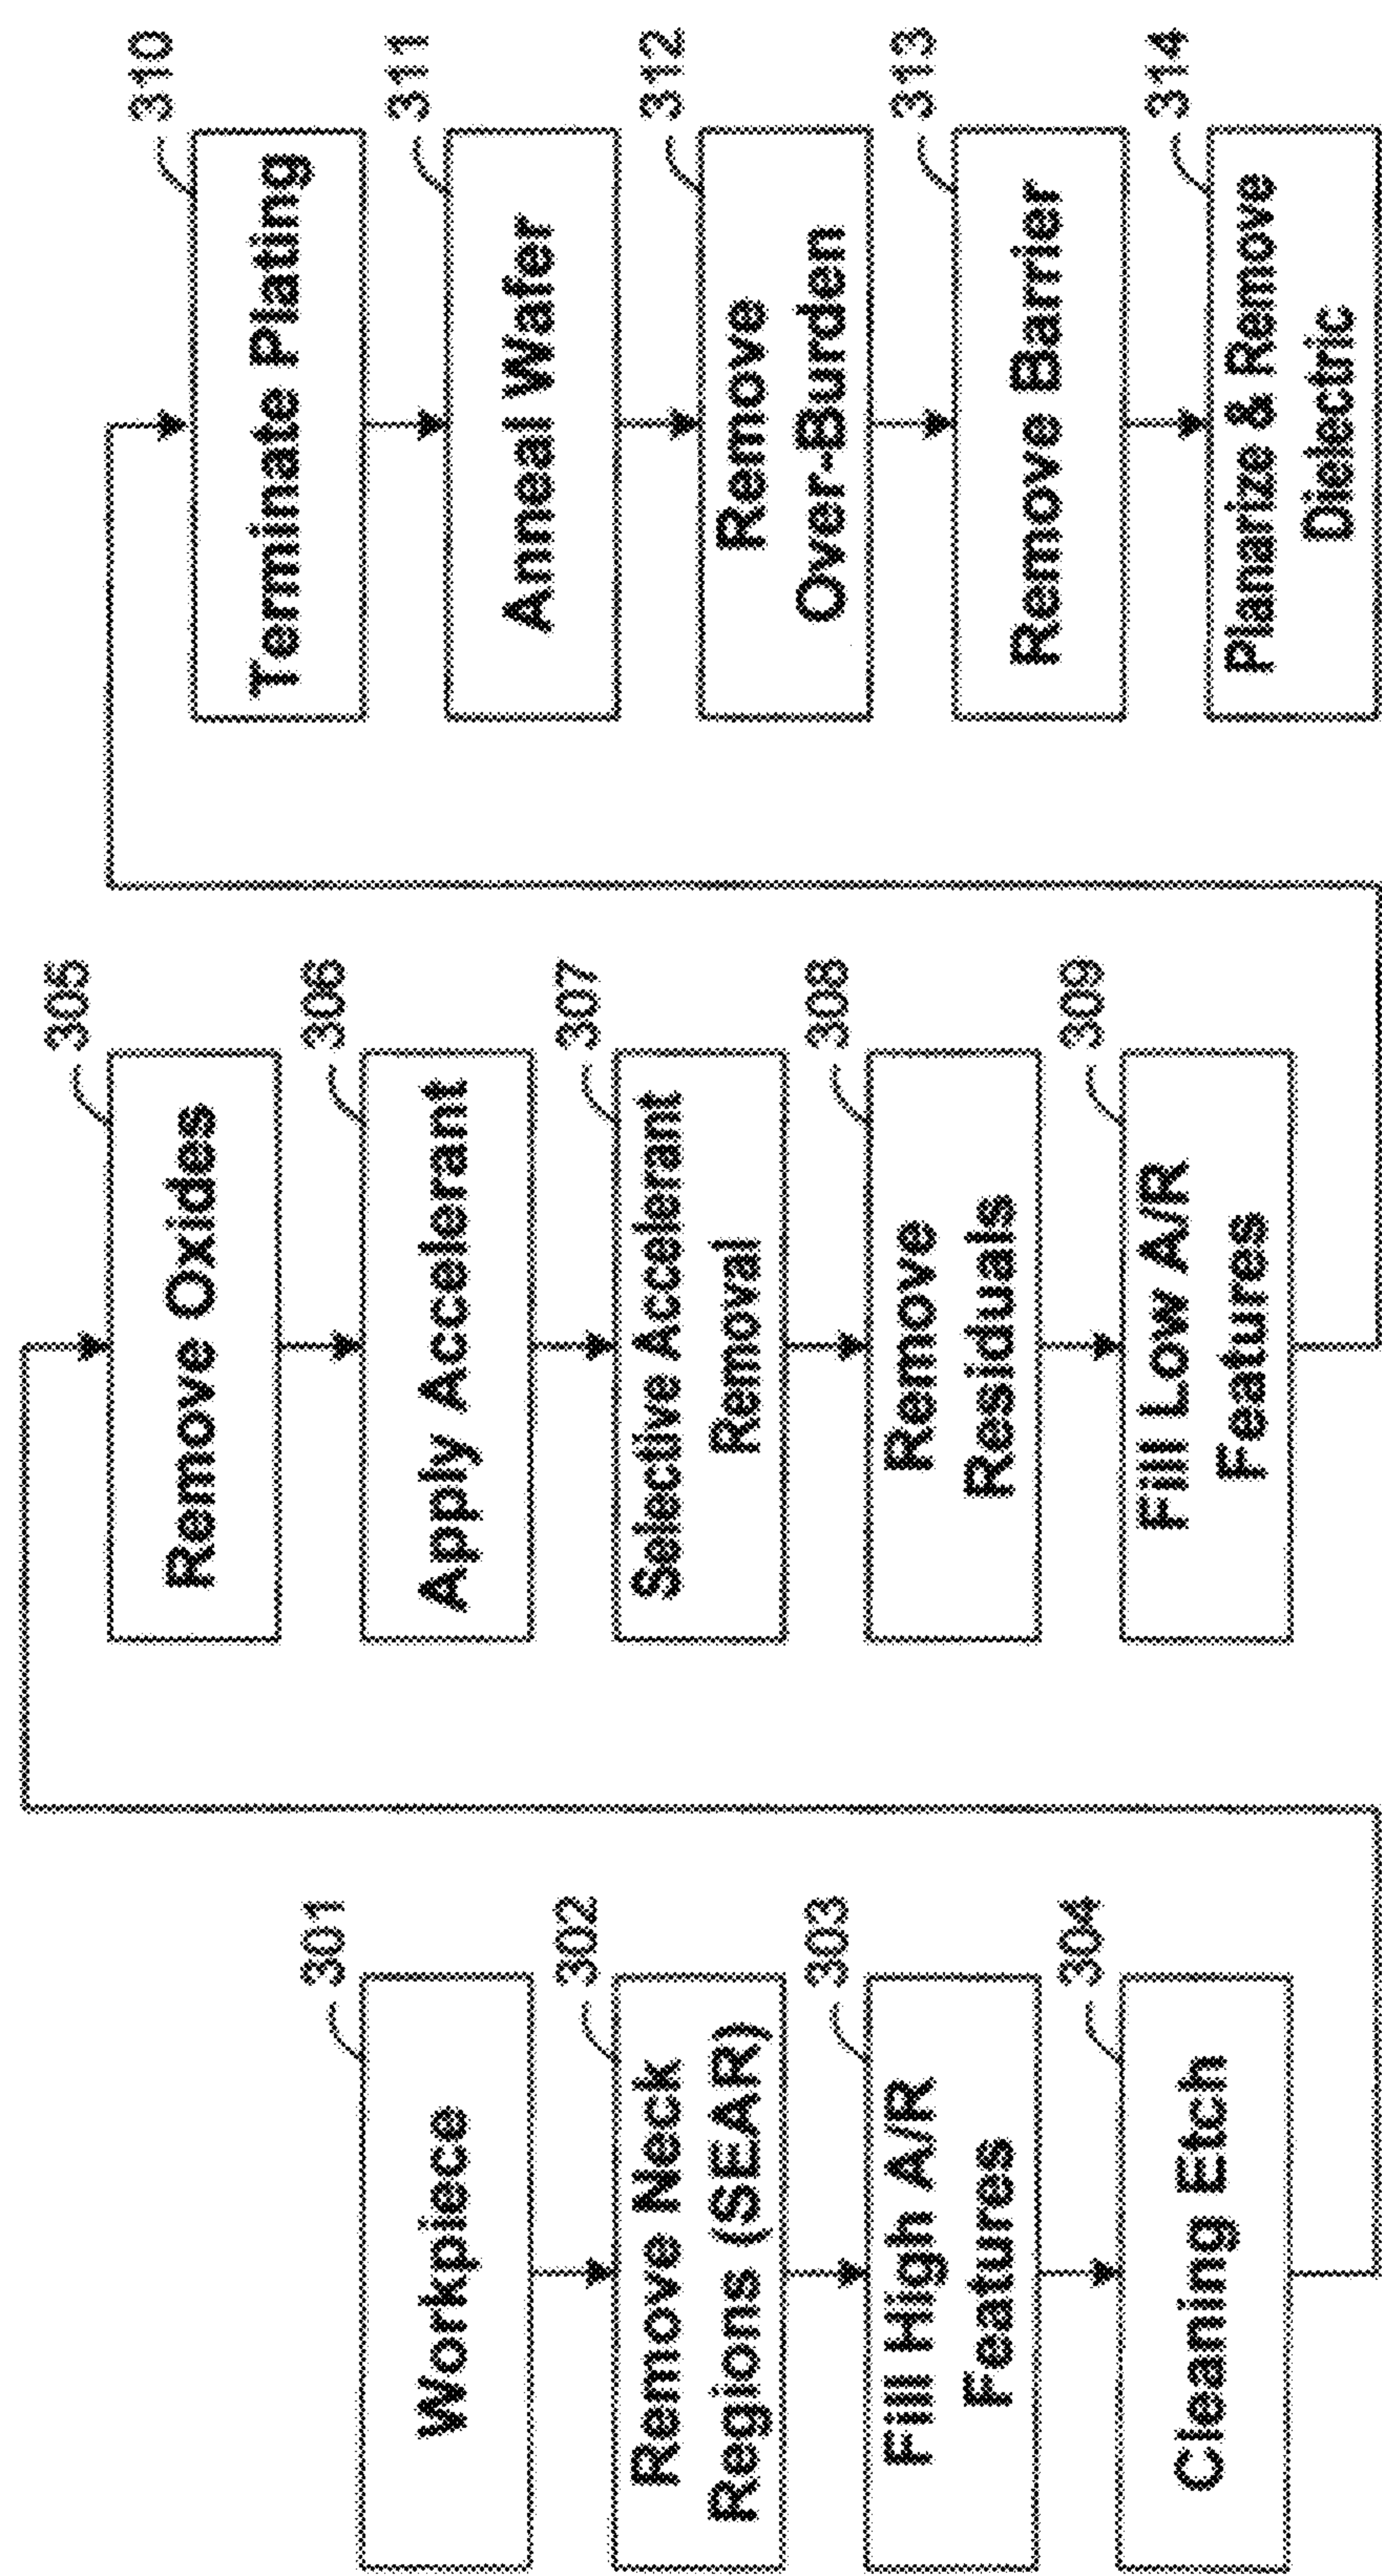 301
Workpiece
302
Remove Neck
Regions (SEAR)
303
Fill High A/R
Features
304
Cleaning Etch
305
Remove Oxides
306
Apply Accelerant
307
Selective Accelerant
Removal
308
Remove
Residuals
309
Fill Low A/R
Features
310
Terminate Plating
311
Anneal Wafer
312
Remove
Over-Burden
313
Remove Barrier
314
Planarize & Remove
Dielectric